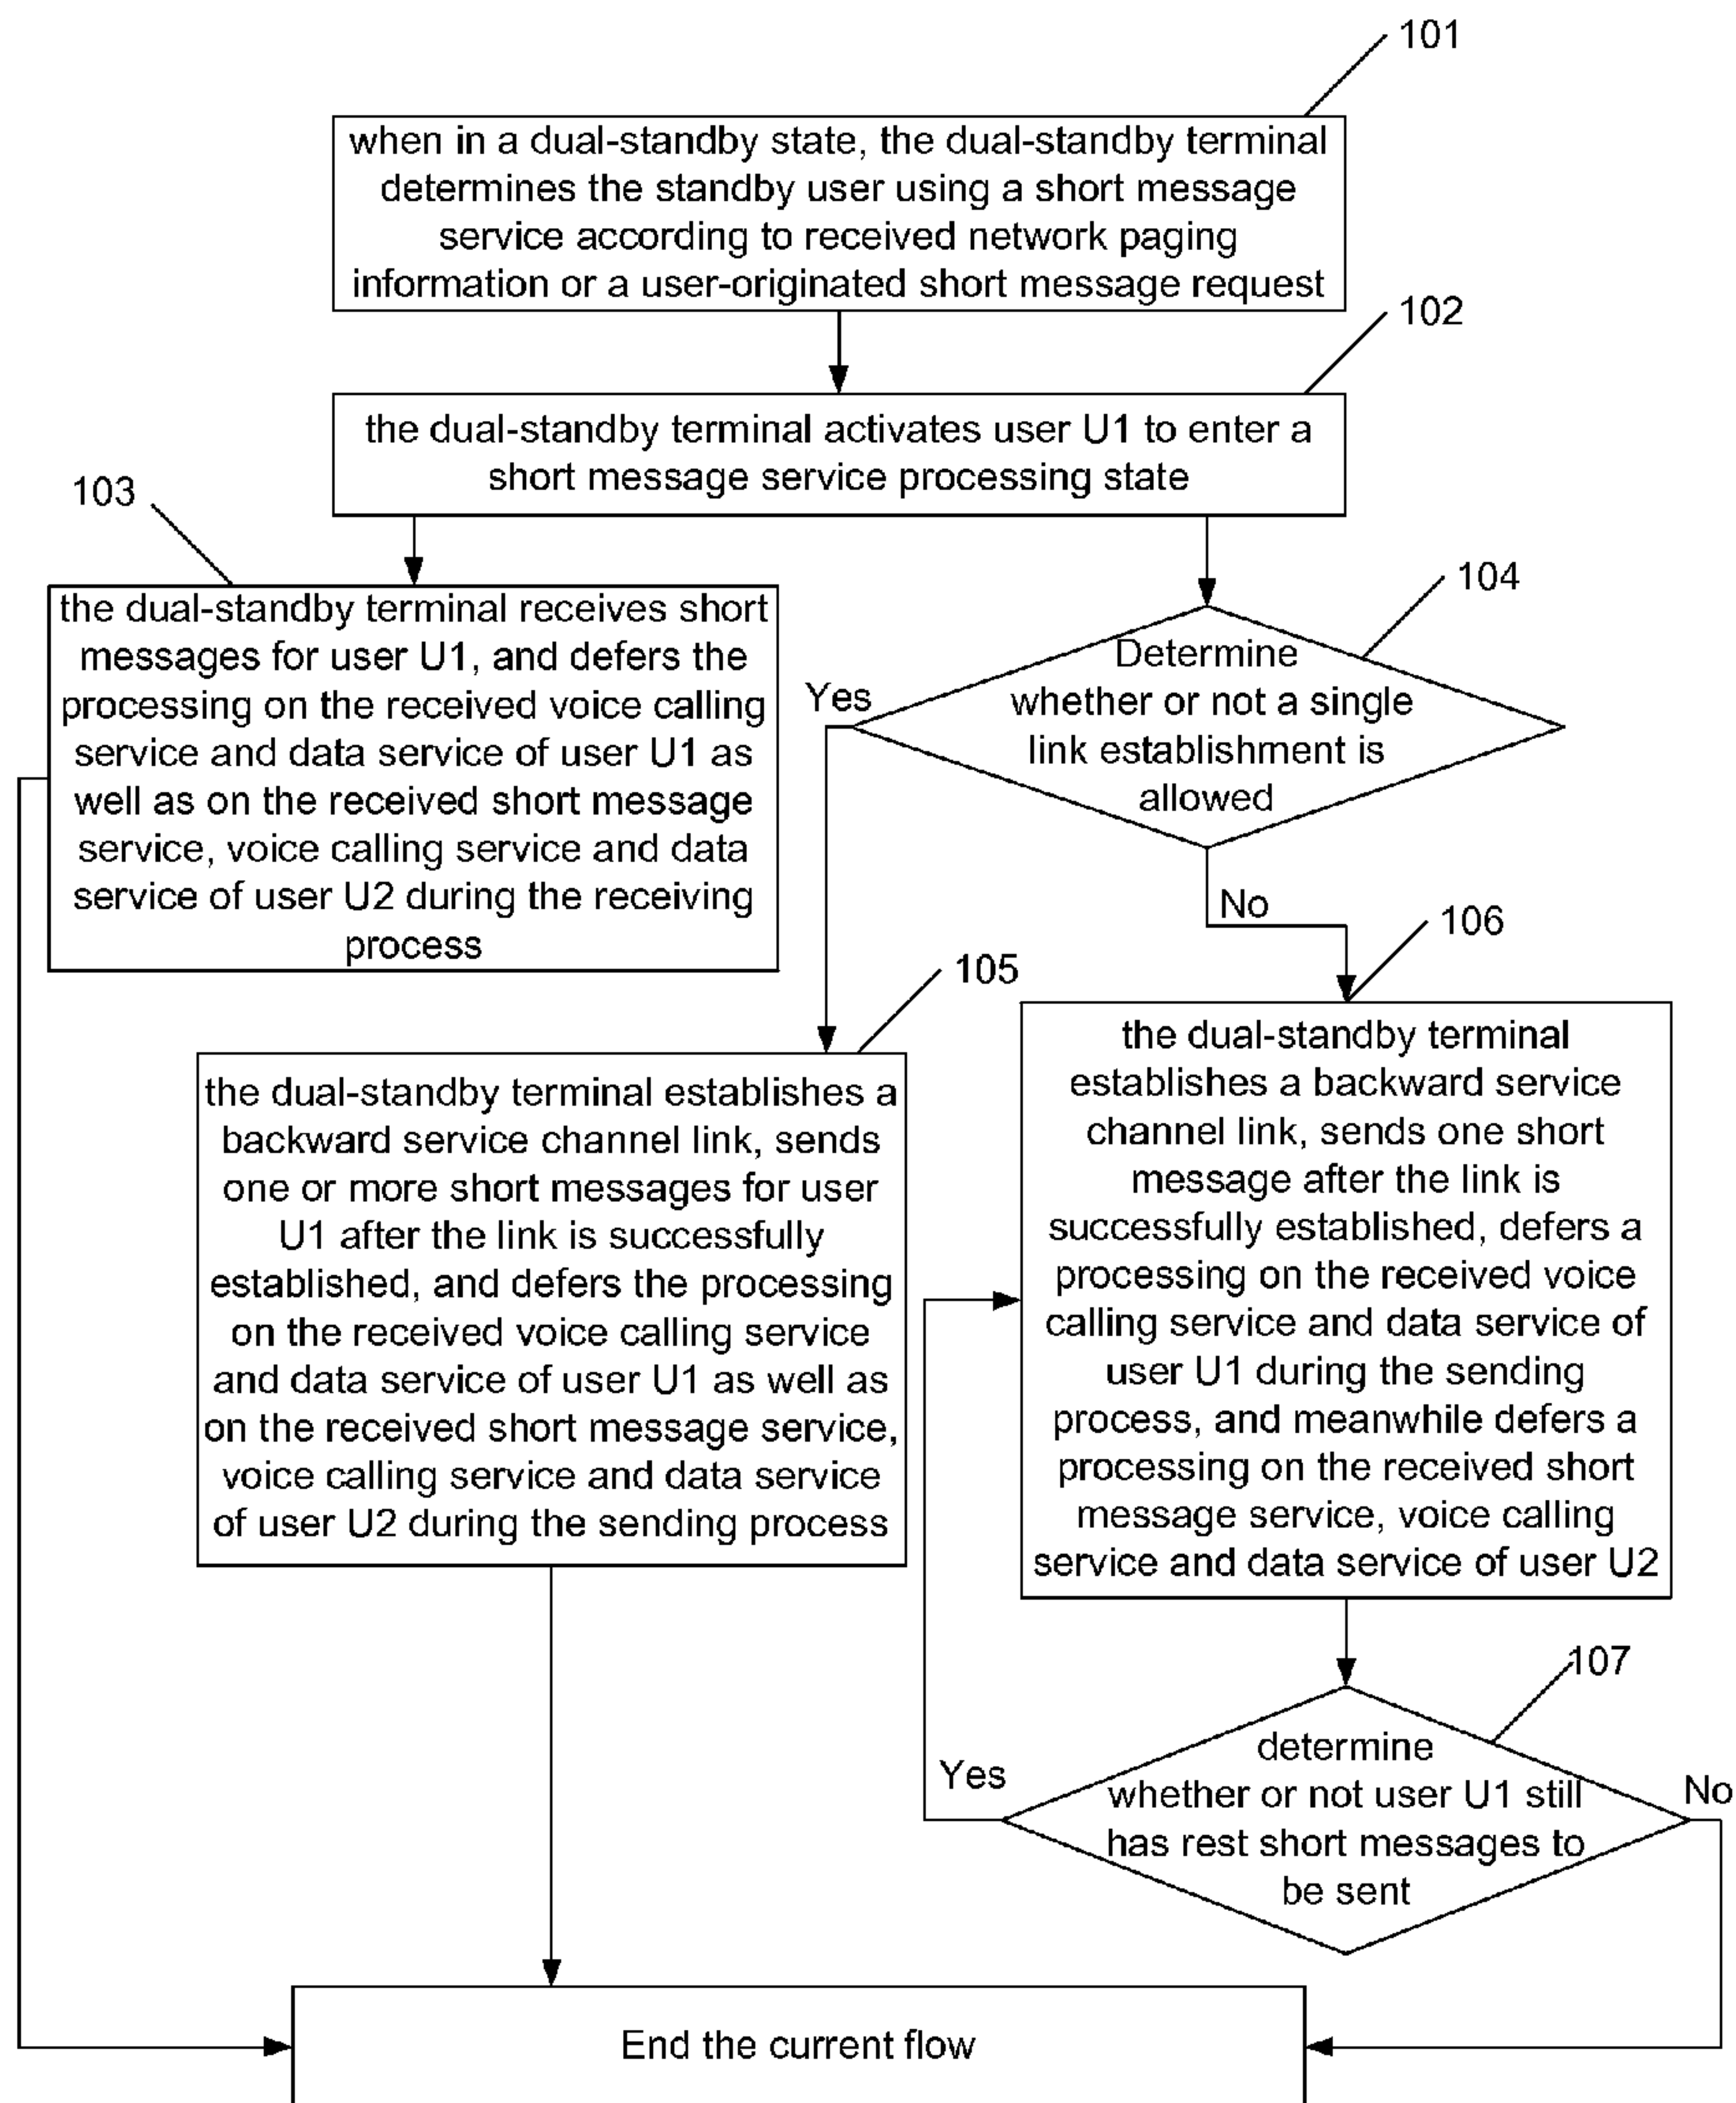 101
when in a dual-standby state, the dual-standby terminal
determines the standby user using a short message
service according to received network paging
information or a user-originated short message request
102
the dual-standby terminal activates user U1 to enter a
short message service processing state
103
the dual-standby terminal receives short
messages for user U1, and defers the
processing on the received voice calling
service and data service of user U1 as
well as on the received short message
service, voice calling service and data
service of user U2 during the receiving
process
104
Determine
whether or not a single
link establishment is
allowed
Yes
No
105
the dual-standby terminal establishes a
backward service channel link, sends
one or more short messages for user
U1 after the link is successfully
established, and defers the processing
on the received voice calling service
and data service of user U1 as well as
on the received short message service,
voice calling service and data service
of user U2 during the sending process
106
the dual-standby terminal
establishes a backward service
channel link, sends one short
message after the link is
successfully established, defers a
processing on the received voice
calling service and data service of
user U1 during the sending
process, and meanwhile defers a
processing on the received short
message service, voice calling
service and data service of user U2
107
determine
whether or not user U1 still
has rest short messages to
be sent
Yes
No
End the current flow